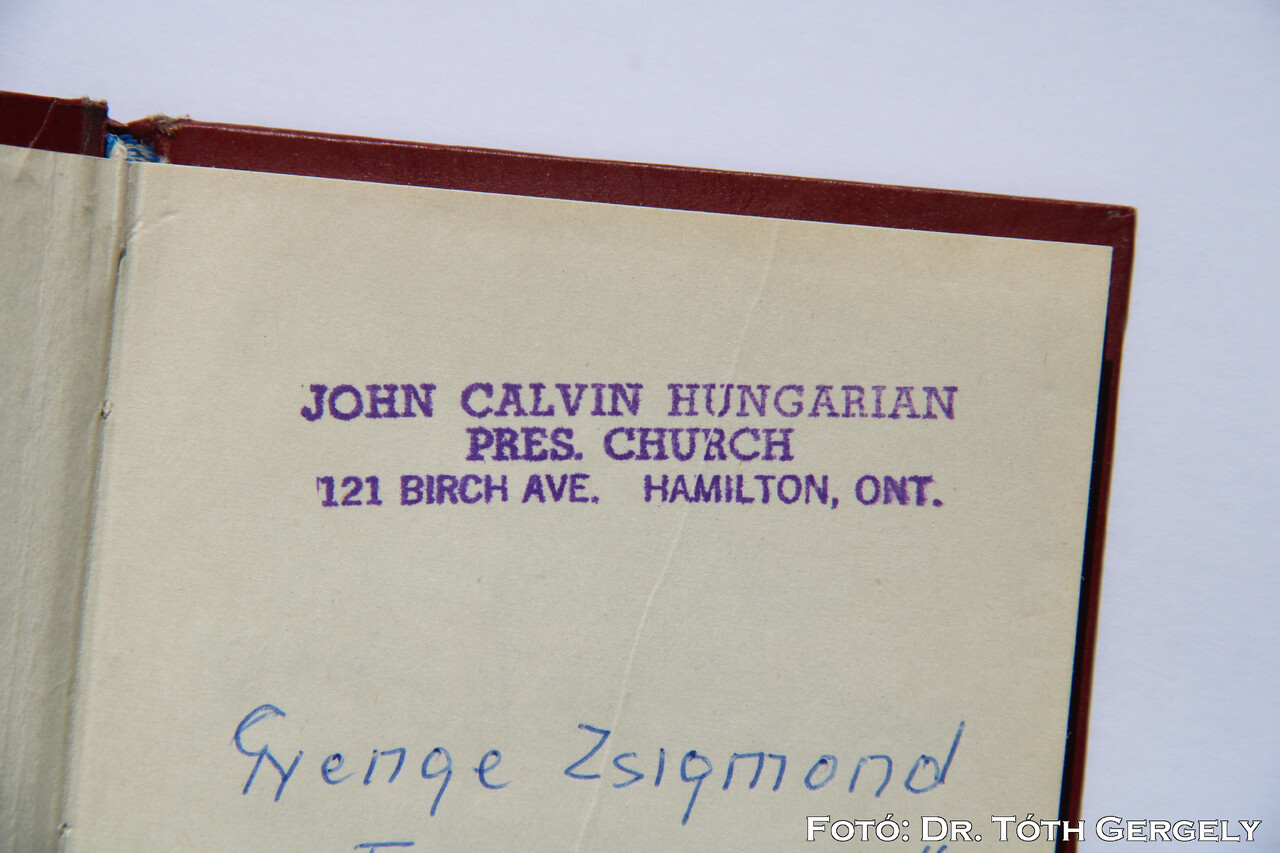 JOHN CALVIN HUNGARIAN
PRES. CHURCH
121 BIRCH AVE. HAMILTON, ONT.
Gyenge Zsigmond
Fotó: Dr. Tóth Gergely